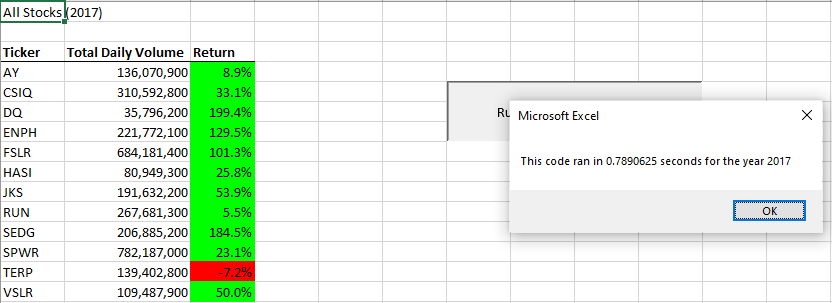 All Stocks (2017)
Ticker Total Daily Volume Return
AY 136,070,900 8.9%
CSIQ 310,592,800 33.1%
DQ 35,796,200 199.4%
ENPH 221,772,100 129.5%
FSLR 684,181,400 101.3%
HASI 80,949,300 25.8%
JKS 191,632,200 53.9%
RUN 267,681,300 5.5%
SEDG 206,885,200 184.5%
SPWR 782,187,000 23.1%
TERP 139,402,800 -7.2%
VSLR 109,487,900 50.0%
Ru
Microsoft Excel
This code ran in 0.7890625 seconds for the year 2017
OK